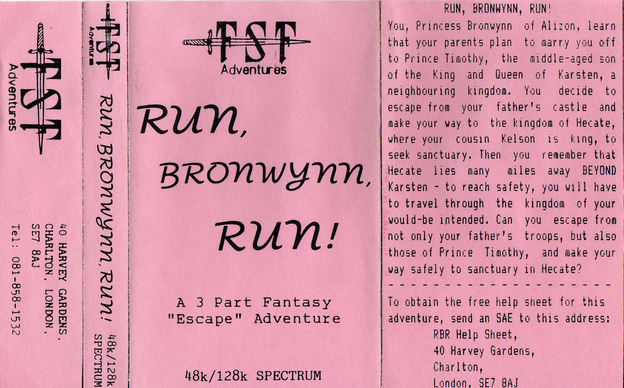 TSF
Adventures
40 HARVEY GARDENS,
CHARLTON, LONDON,
SE7 8AJ
Tel: 081-858-1532
TSF
Adventures
RUN, BRONWYNN, RUN!
48k/128k
SPECTRUM
TSF
Adventures
RUN,
BRONWYNN,
RUN!
A 3 Part Fantasy
"Escape" Adventure
48k/128k SPECTRUM
RUN, BRONWYNN, RUN!
You, Princess Bronwynn of Alizon, learn
that your parents plan to marry you off
to Prince Timothy, the middle-aged son
of the King and Queen of Karsten, a
neighbouring kingdom. You decide to
escape from your father's castle and
make your way to the kingdom of Hecate,
where your cousin Kelson is king, to
seek sanctuary. Then you remember that
Hecate lies many miles away BEYOND
Karsten - to reach safety, you will have
to travel through the kingdom of your
would-be intended. Can you escape from
not only your father's troops, but also
those of Prince Timothy, and make your
way safely to sanctuary in Hecate?
To obtain the free help sheet for this
adventure, send an SAE to this address:
RBR Help Sheet,
40 Harvey Gardens,
Charlton,
London, SE7 8AJ